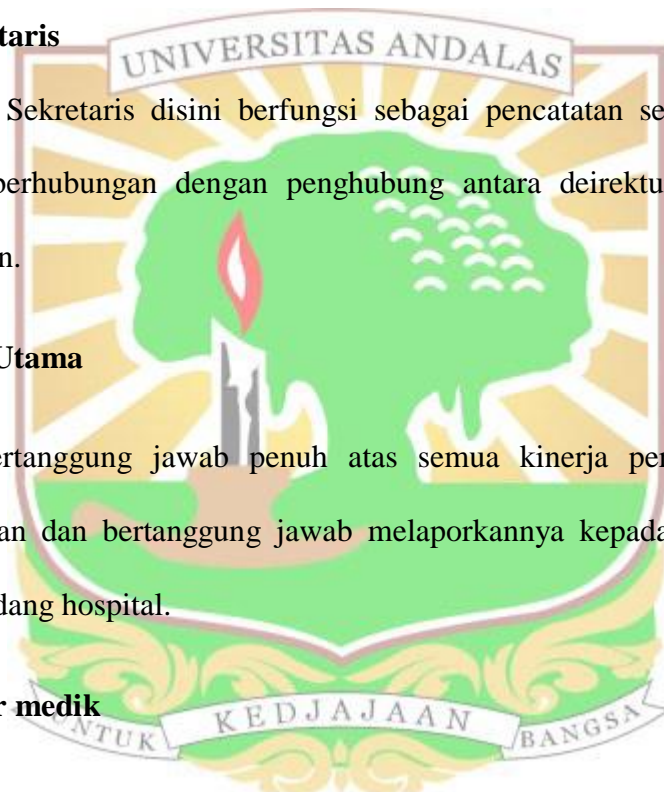 taris
UNIVERSITAS ANDALAS
Sekretaris disini berfungsi sebagai pencatatan se
berhubungan dengan penghubung antara deirektu
n.
Utama
ertanggung jawab penuh atas semua kinerja per
an dan bertanggung jawab melaporkannya kepada
dang hospital.
r medik
UNTUK KEDJAJAAN BANGSA